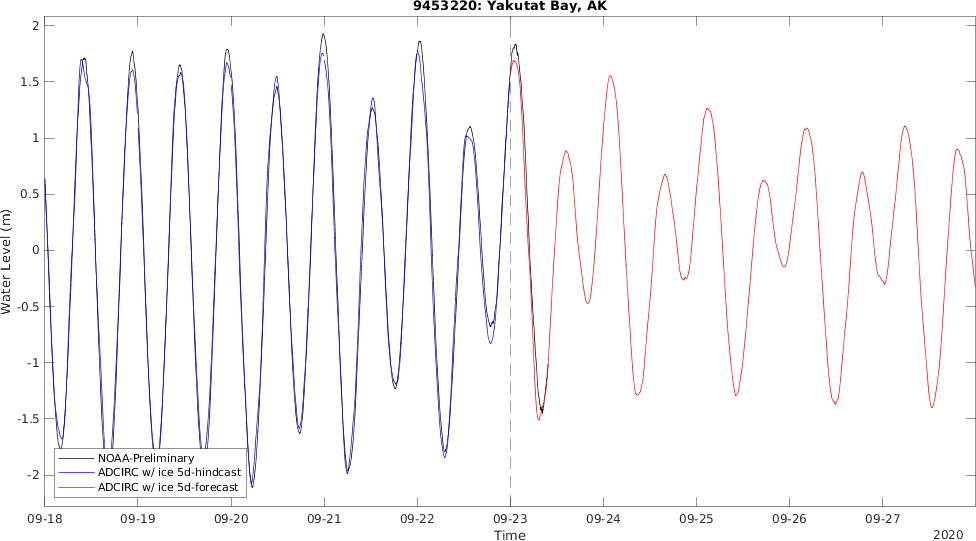 9453220: Yakutat Bay, AK
2
1.5
1
0.5
0
-0.5
-1
-1.5
-2
Water Level (m)
NOAA-Preliminary
ADCIRC w/ ice 5d-hindcast
ADCIRC w/ ice 5d-forecast
09-18 09-19 09-20 09-21 09-22 09-23 09-24 09-25 09-26 09-27
Time
2020